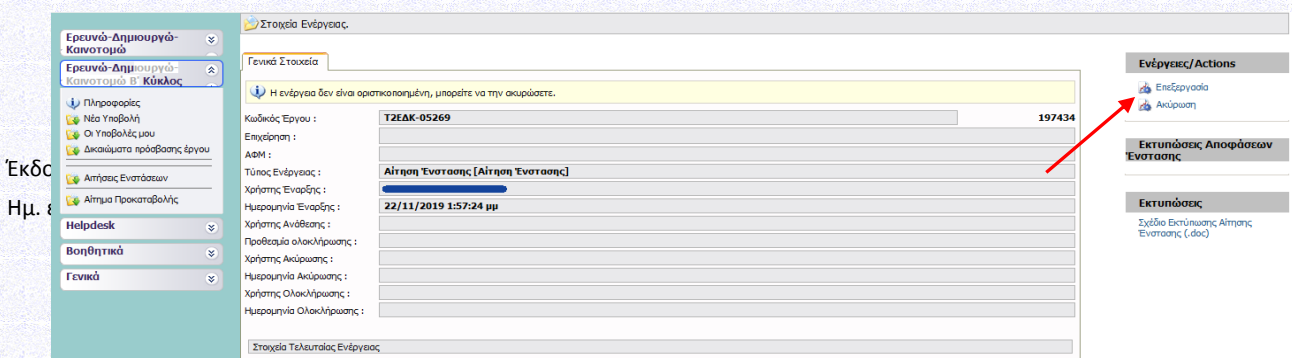 Στοιχεία Ενέργειας.
Ερευνώ-Δημιουργώ-
Καινοτομώ
Ερευνώ-Δημιουργώ-
Καινοτομώ Β' Κύκλος
Πληροφορίες
Νέα Υποβολή
Οι Υποβολές μου
Δικαιώματα πρόσβασης έργου
Αιτήσεις Ενστάσεων
Αίτημα Προκαταβολής
Helpdesk
Βοηθητικά
Γενικά
Έκδο
Ημ. ε
Γενικά Στοιχεία
Η ενέργεια δεν είναι οριστικοποιημένη, μπορείτε να την ακυρώσετε.
Κωδικός Έργου : Τ2ΕΔΚ-05269 197434
Επιχείρηση :
ΑΦΜ :
Τύπος Ενέργειας : Αίτηση Ένστασης [Αίτηση Ένστασης]
Χρήστης Έναρξης :
Ημερομηνία Έναρξης : 22/11/2019 1:57:24 μμ
Χρήστης Ανάθεσης :
Προθεσμία ολοκλήρωσης :
Χρήστης Ακύρωσης :
Ημερομηνία Ακύρωσης :
Χρήστης Ολοκλήρωσης :
Ημερομηνία Ολοκλήρωσης :
Στοιχεία Τελευταίας Ενέργειας
Ενέργειες/Actions
Επεξεργασία
Ακύρωση
Εκτυπώσεις Αποφάσεων
Ένστασης
Εκτυπώσεις
Σχέδιο Εκτύπωσης Αίτησης
Ένστασης (.doc)